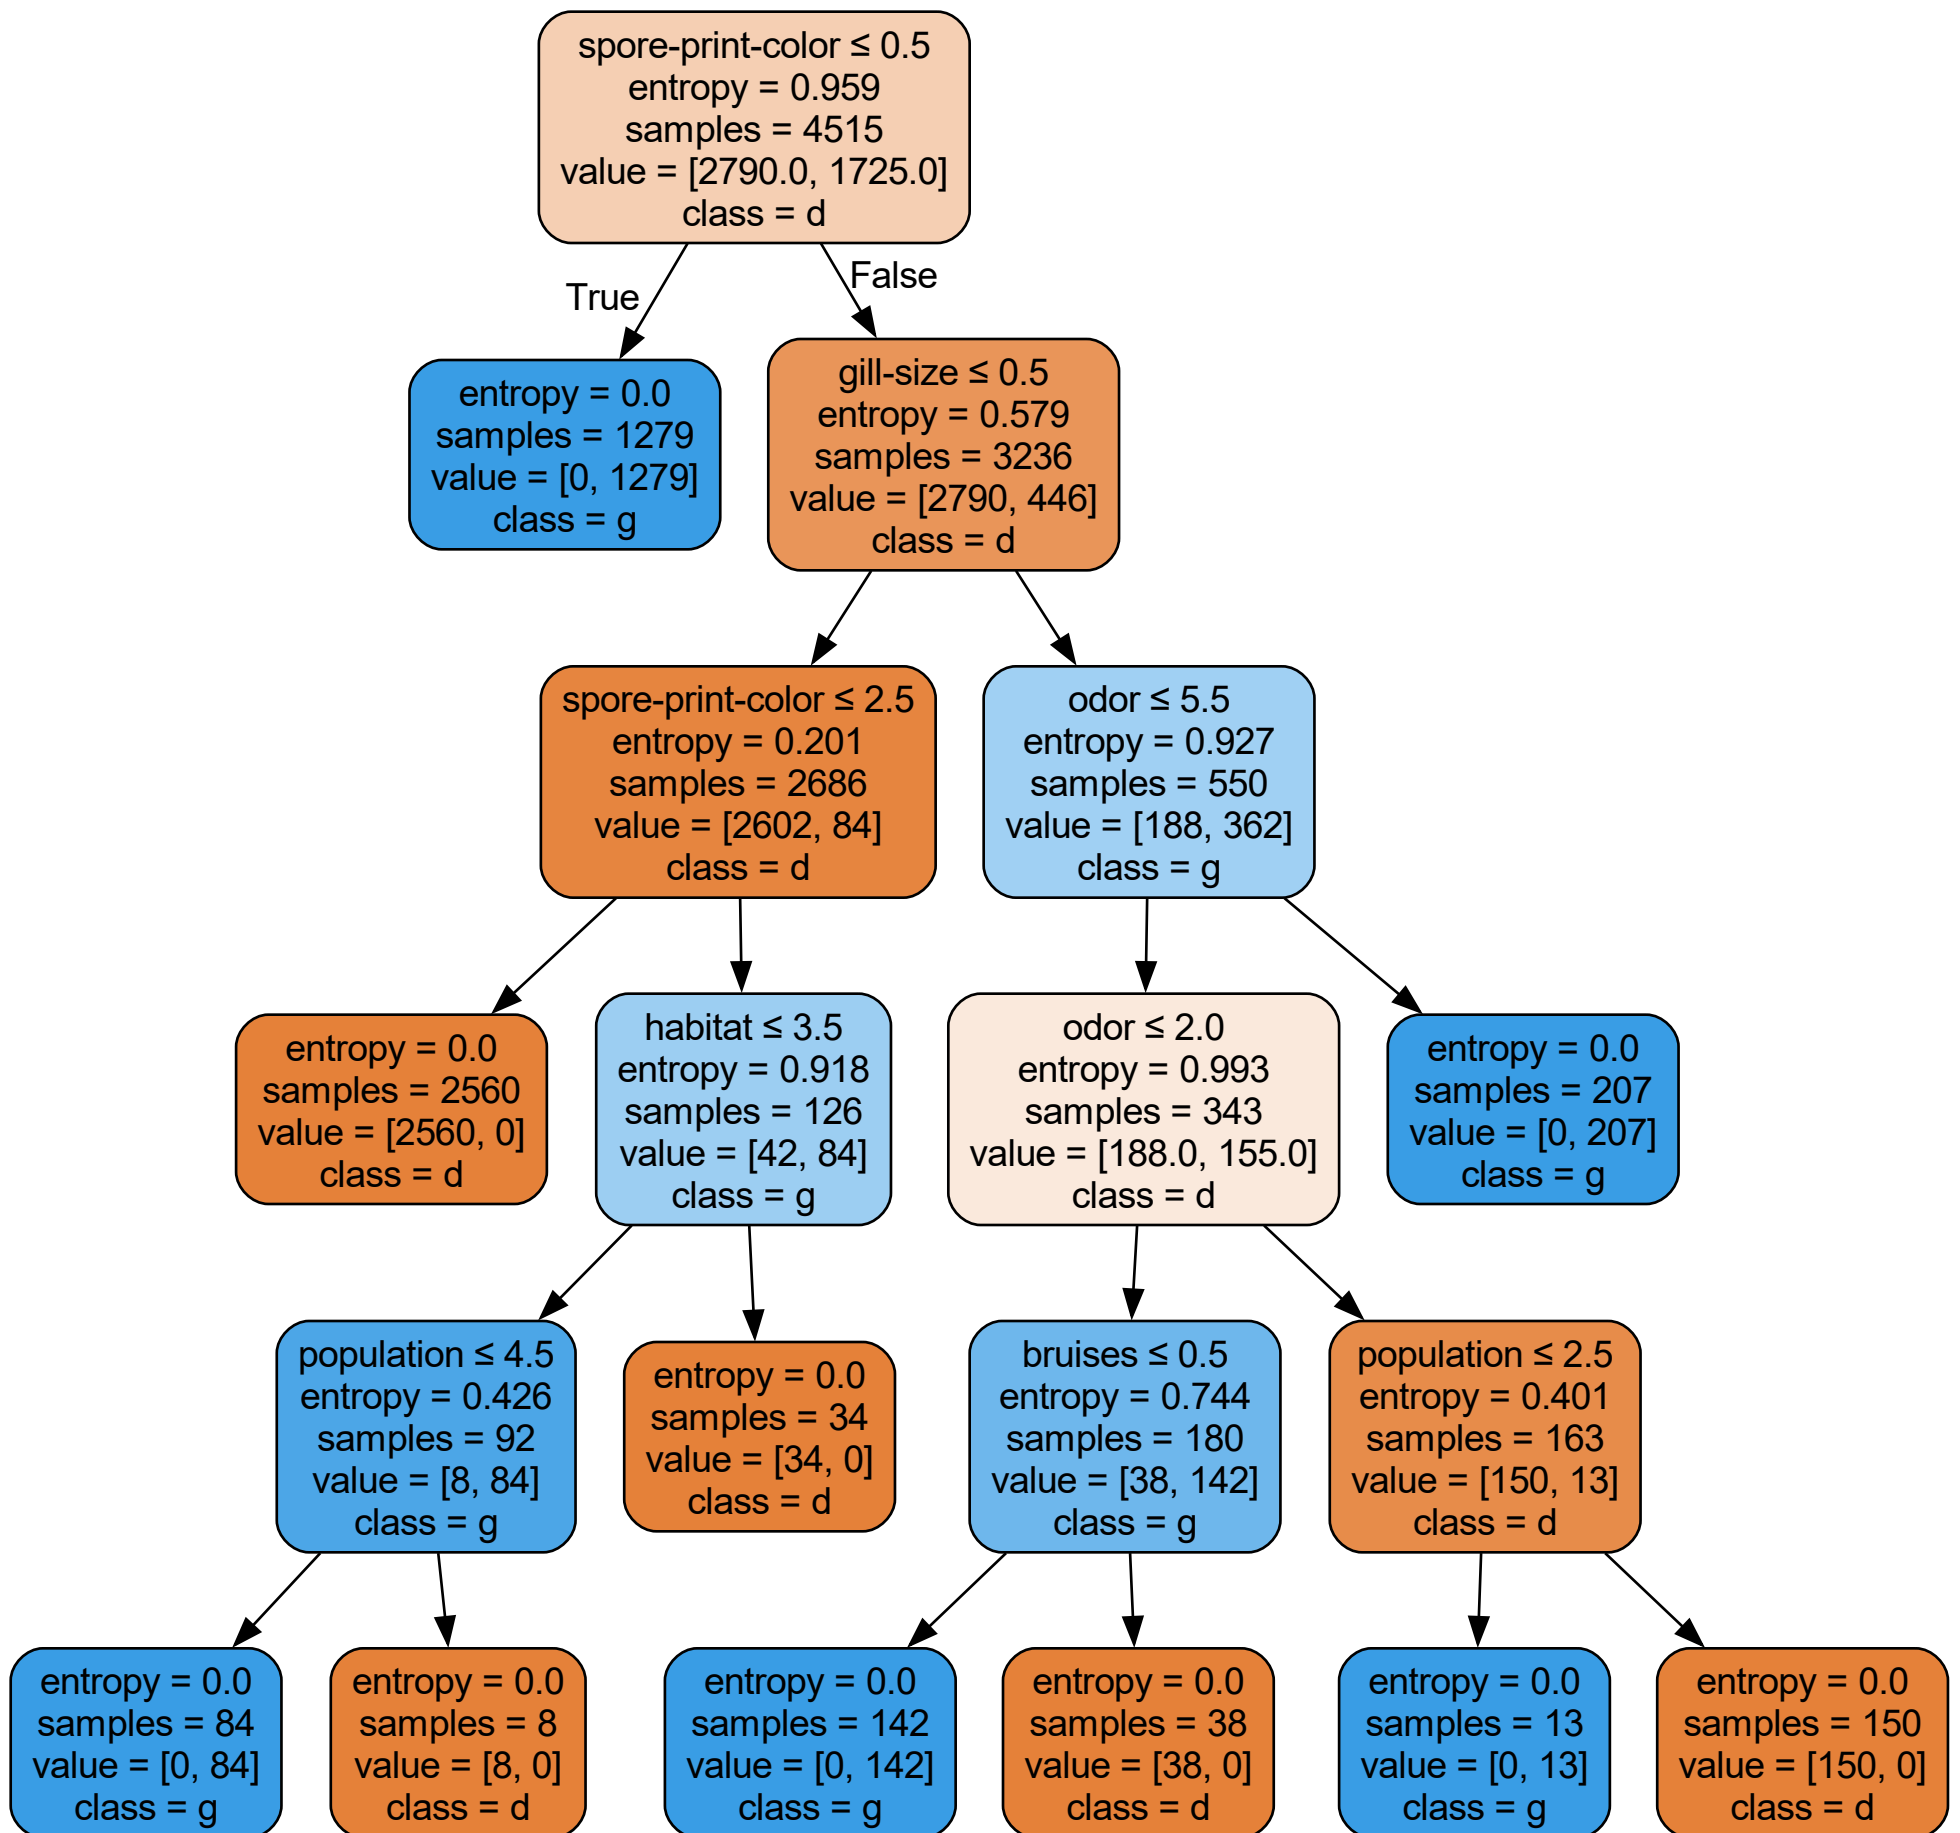 spore-print-color ≤ 0.5
entropy = 0.959
samples = 4515
value = [2790.0, 1725.0]
class = d
True
False
entropy = 0.0
samples = 1279
value = [0, 1279]
class = g
gill-size ≤ 0.5
entropy = 0.579
samples = 3236
value = [2790, 446]
class = d
spore-print-color ≤ 2.5
entropy = 0.201
samples = 2686
value = [2602, 84]
class = d
odor ≤ 5.5
entropy = 0.927
samples = 550
value = [188, 362]
class = g
entropy = 0.0
samples = 2560
value = [2560, 0]
class = d
habitat ≤ 3.5
entropy = 0.918
samples = 126
value = [42, 84]
class = g
odor ≤ 2.0
entropy = 0.993
samples = 343
value = [188.0, 155.0]
class = d
entropy = 0.0
samples = 207
value = [0, 207]
class = g
population ≤ 4.5
entropy = 0.426
samples = 92
value = [8, 84]
class = g
entropy = 0.0
samples = 34
value = [34, 0]
class = d
bruises ≤ 0.5
entropy = 0.744
samples = 180
value = [38, 142]
class = g
population ≤ 2.5
entropy = 0.401
samples = 163
value = [150, 13]
class = d
entropy = 0.0
samples = 84
value = [0, 84]
class = g
entropy = 0.0
samples = 8
value = [8, 0]
class = d
entropy = 0.0
samples = 142
value = [0, 142]
class = g
entropy = 0.0
samples = 38
value = [38, 0]
class = d
entropy = 0.0
samples = 13
value = [0, 13]
class = g
entropy = 0.0
samples = 150
value = [150, 0]
class = d